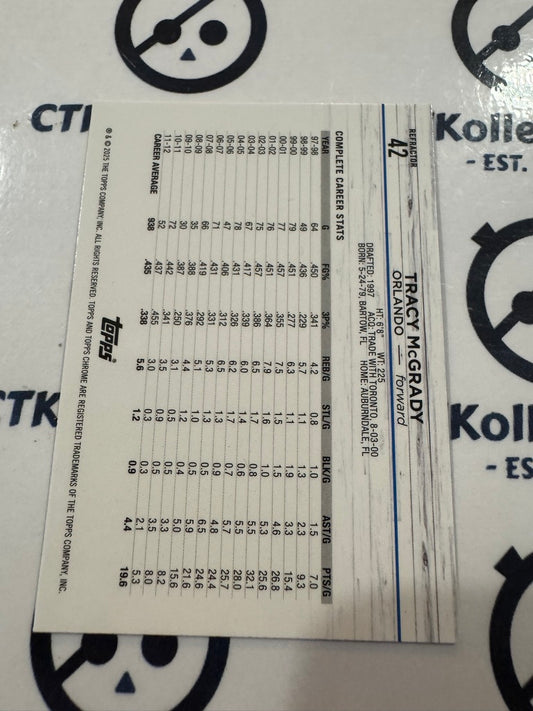 REFRACTOR
42
TRACY McGRADY
ORLANDO — forward
HT: 6'8" WT: 225
DRAFTED: 1997 ACQ: TRADE WITH TORONTO, 8-03-00
BORN: 5-24-79, BARTOW, FL HOME: AUBURNDALE, FL
COMPLETE CAREER STATS
YEAR G FG% 3P% REB/G STL/G BLK/G AST/G PTS/G
97-98 64 .450 .341 4.2 0.8 1.0 1.5 7.0
98-99 49 .436 .229 5.7 1.1 1.3 2.3 9.3
99-00 79 .451 .277 6.3 1.1 1.9 3.3 15.4
00-01 77 .457 .355 7.5 1.5 1.5 4.6 26.8
01-02 76 .451 .364 7.9 1.6 1.0 5.3 25.6
02-03 75 .457 .386 6.5 1.7 0.8 5.5 32.1
03-04 67 .417 .339 6.0 1.4 0.6 5.5 28.0
04-05 78 .431 .326 6.2 1.7 0.7 5.7 25.7
05-06 47 .406 .312 6.5 1.3 0.9 4.8 24.4
06-07 71 .431 .331 5.3 1.3 0.5 6.5 24.6
07-08 66 .419 .292 5.1 1.0 0.5 5.9 21.6
08-09 35 .388 .376 4.4 1.2 0.4 5.0 15.6
09-10 30 .387 .250 3.1 0.5 0.4 3.3 8.2
10-11 72 .442 .341 3.5 0.9 0.5 3.5 8.0
11-12 52 .437 .455 3.0 0.3 0.3 2.1 5.3
CAREER AVERAGE 938 .435 .338 5.6 1.2 0.9 4.4 19.6
topps
® & © 2025 THE TOPPS COMPANY, INC. ALL RIGHTS RESERVED. TOPPS AND TOPPS CHROME ARE REGISTERED TRADEMARKS OF THE TOPPS COMPANY, INC.
CTK
Kolle
- EST.
CTK
Koll
- ES